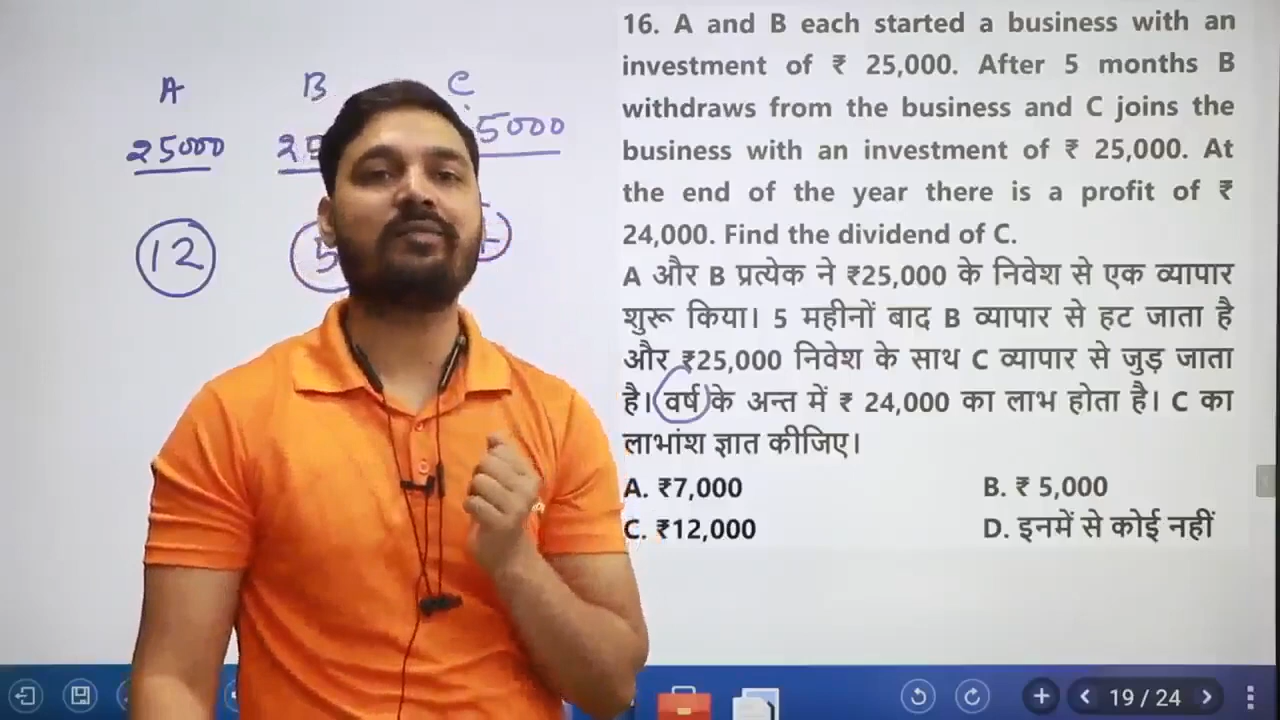 A B C
25000 25 5000
12 5
16. A and B each started a business with an
investment of ₹ 25,000. After 5 months B
withdraws from the business and C joins the
business with an investment of ₹ 25,000. At
the end of the year there is a profit of ₹
24,000. Find the dividend of C.
A और B प्रत्येक ने ₹25,000 के निवेश से एक व्यापार
शुरू किया। 5 महीनों बाद B व्यापार से हट जाता है
और ₹25,000 निवेश के साथ C व्यापार से जुड़ जाता
है। वर्ष के अन्त में ₹ 24,000 का लाभ होता है। C का
लाभांश ज्ञात कीजिए।
A. ₹7,000 B. ₹ 5,000
C. ₹12,000 D. इनमें से कोई नहीं
19 / 24